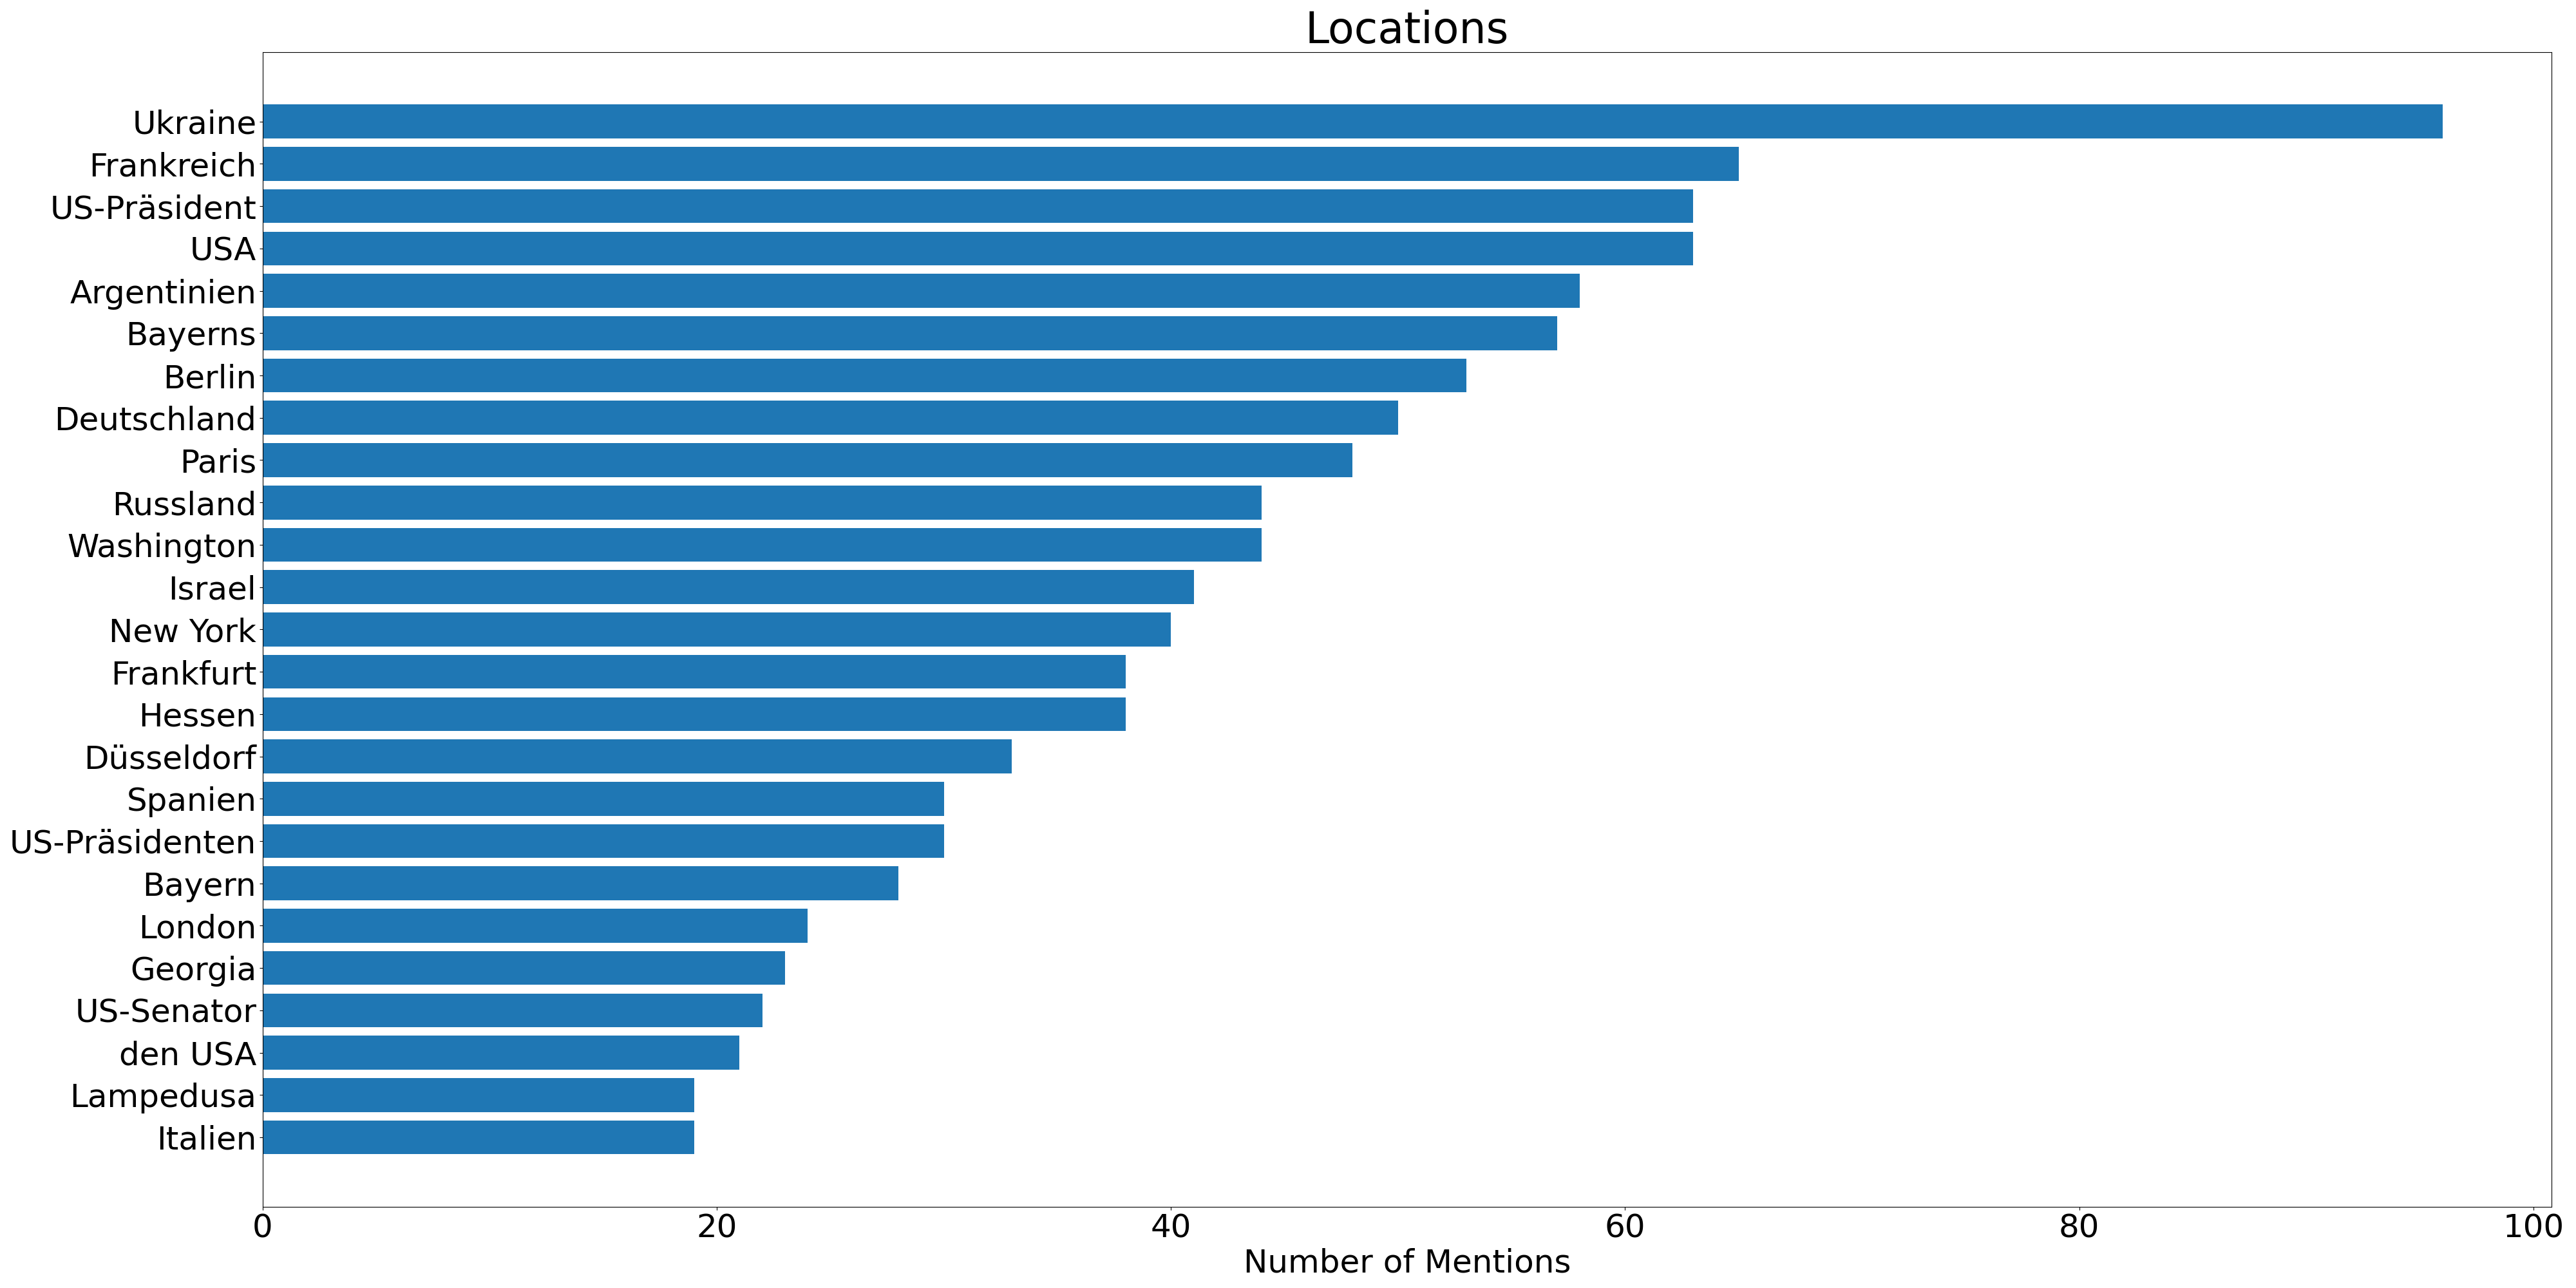 Locations
Ukraine
Frankreich
US-Präsident
USA
Argentinien
Bayerns
Berlin
Deutschland
Paris
Russland
Washington
Israel
New York
Frankfurt
Hessen
Düsseldorf
Spanien
US-Präsidenten
Bayern
London
Georgia
US-Senator
den USA
Lampedusa
Italien
0 20 40 60 80 100
Number of Mentions